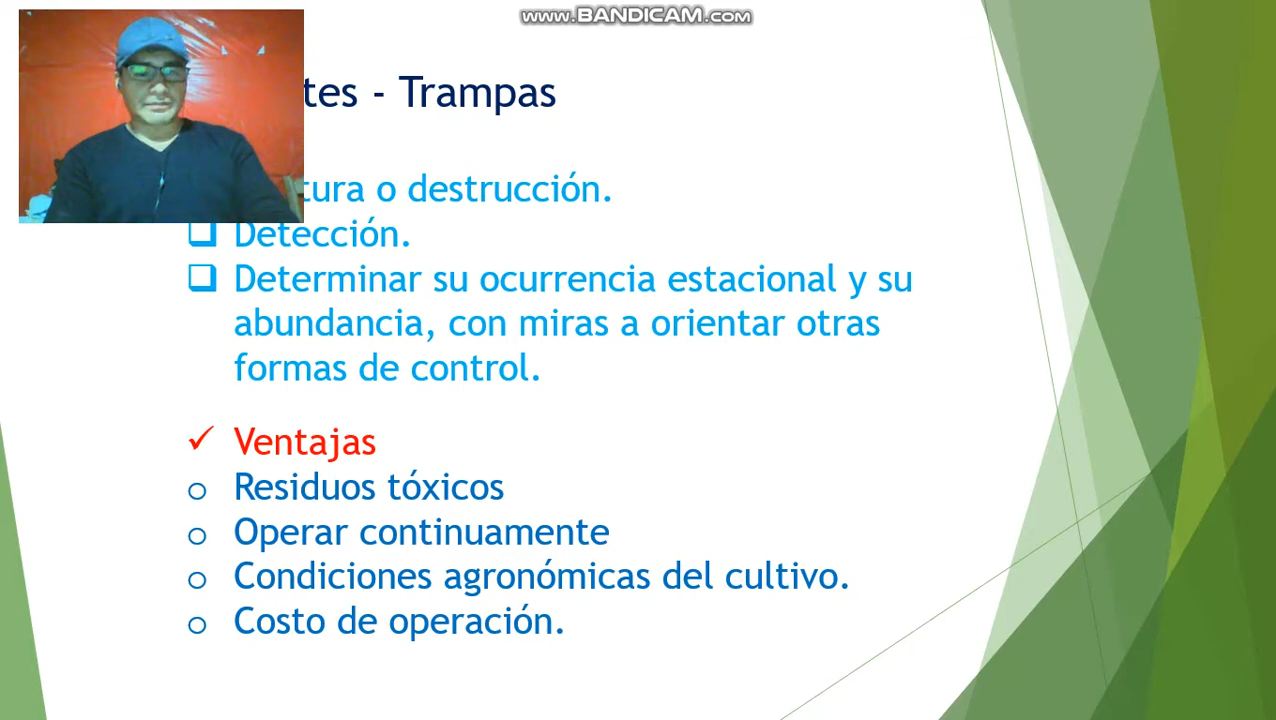 www.BANDICAM.com
tes - Trampas
tura o destrucción.
Detección.
Determinar su ocurrencia estacional y su
abundancia, con miras a orientar otras
formas de control.
Ventajas
Residuos tóxicos
Operar continuamente
Condiciones agronómicas del cultivo.
Costo de operación.